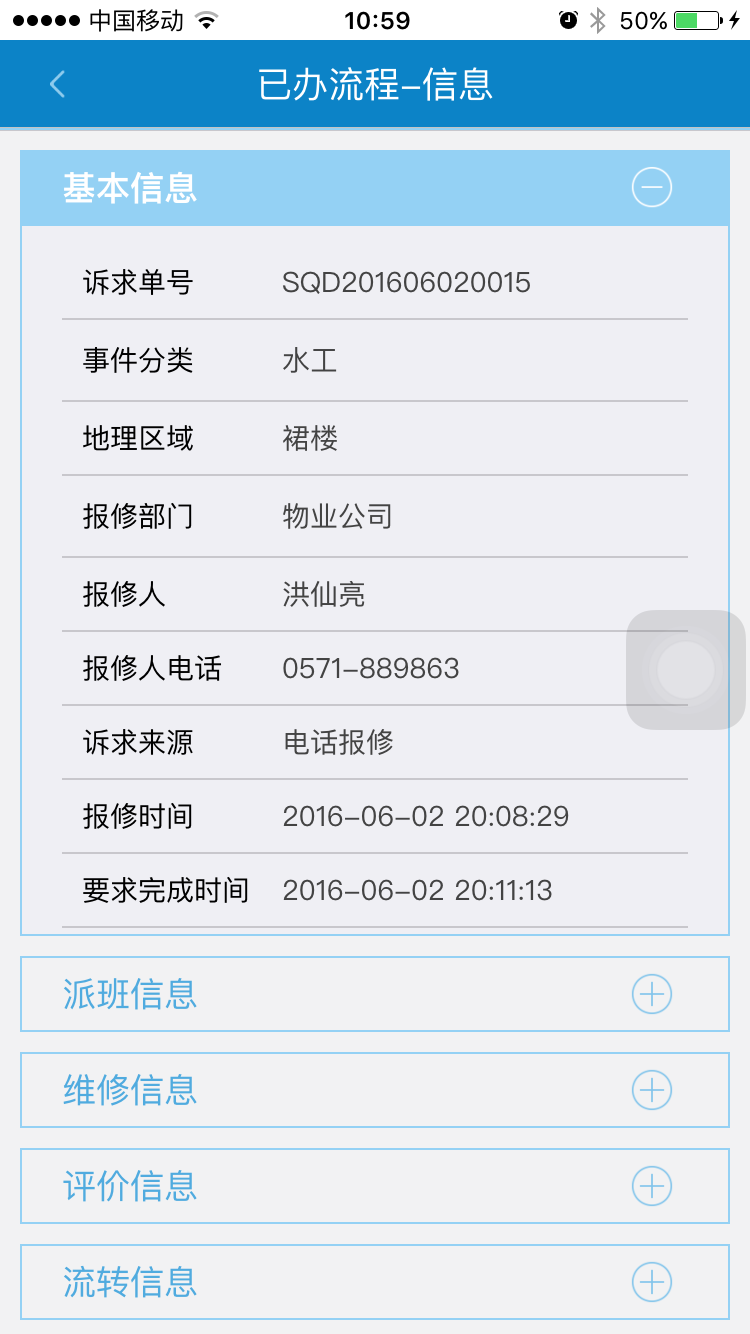 中国移动 10:59 50%
已办流程-信息
基本信息
诉求单号 SQD201606020015
事件分类 水工
地理区域 裙楼
报修部门 物业公司
报修人 洪仙亮
报修人电话 0571-889863
诉求来源 电话报修
报修时间 2016-06-02 20:08:29
要求完成时间 2016-06-02 20:11:13
派班信息
维修信息
评价信息
流转信息